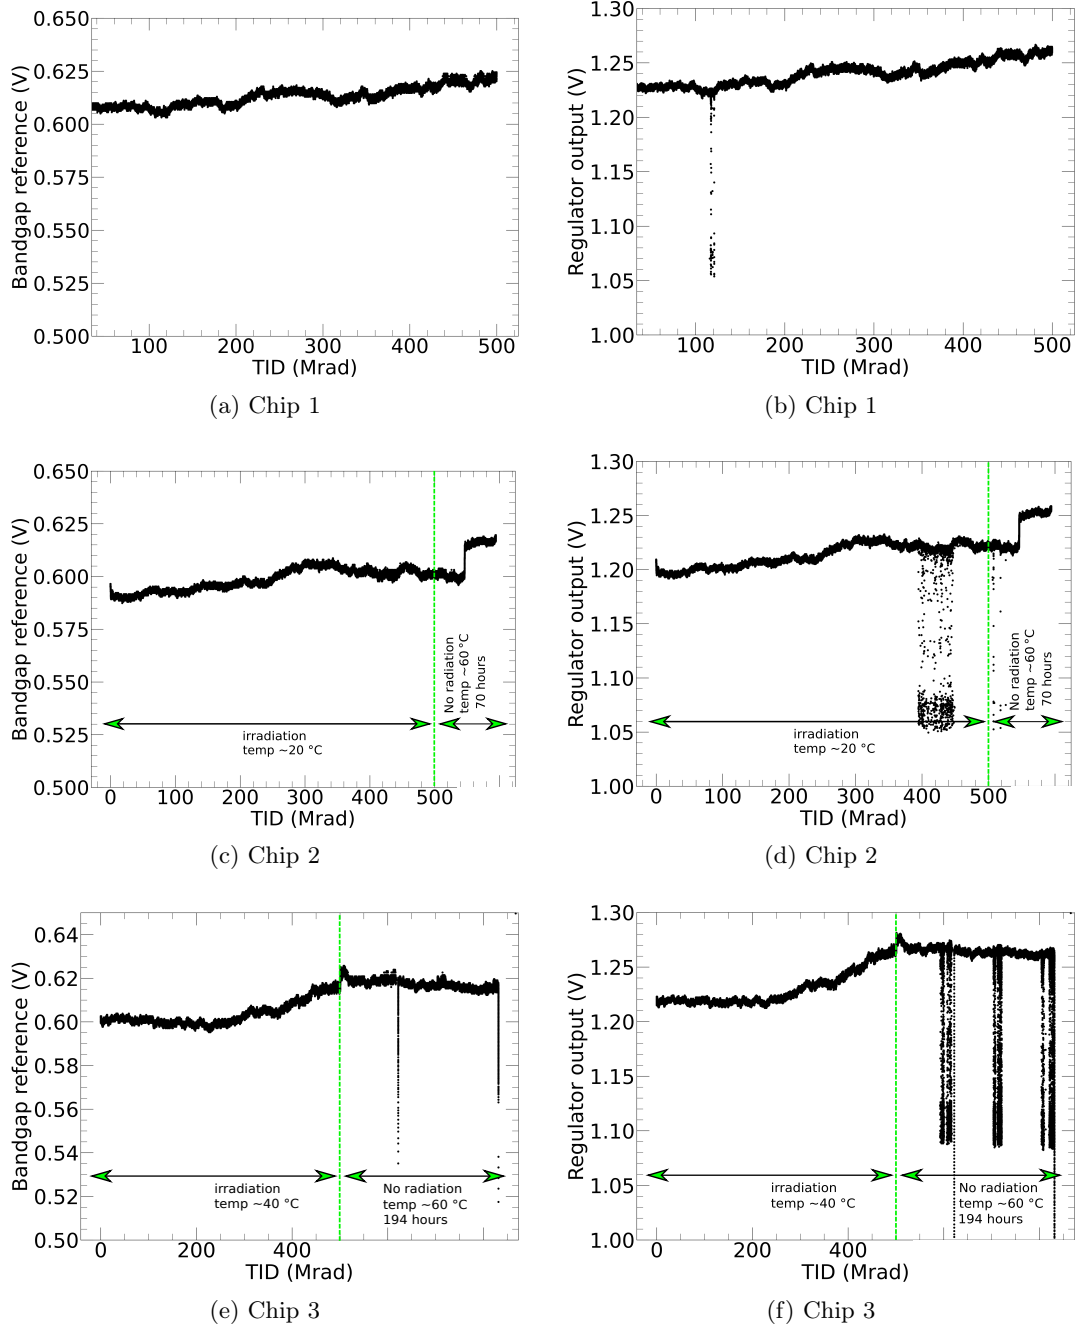 0.650
0.625
0.600
0.575
0.550
0.525
0.500
Bandgap reference (V)
100 200 300 400 500
TID (Mrad)
(a) Chip 1
1.30
1.25
1.20
1.15
1.10
1.05
1.00
Regulator output (V)
100 200 300 400 500
TID (Mrad)
(b) Chip 1
0.650
0.625
0.600
0.575
0.550
0.525
0.500
Bandgap reference (V)
No radiation
temp ~60 °C
70 hours
irradiation
temp ~20 °C
0 100 200 300 400 500
TID (Mrad)
(c) Chip 2
1.30
1.25
1.20
1.15
1.10
1.05
1.00
Regulator output (V)
No radiation
temp ~60 °C
70 hours
irradiation
temp ~20 °C
0 100 200 300 400 500
TID (Mrad)
(d) Chip 2
0.64
0.62
0.60
0.58
0.56
0.54
0.52
0.50
Bandgap reference (V)
irradiation
temp ~40 °C
No radiation
temp ~60 °C
194 hours
0 200 400
TID (Mrad)
(e) Chip 3
1.30
1.25
1.20
1.15
1.10
1.05
1.00
Regulator output (V)
irradiation
temp ~40 °C
No radiation
temp ~60 °C
194 hours
0 200 400
TID (Mrad)
(f) Chip 3